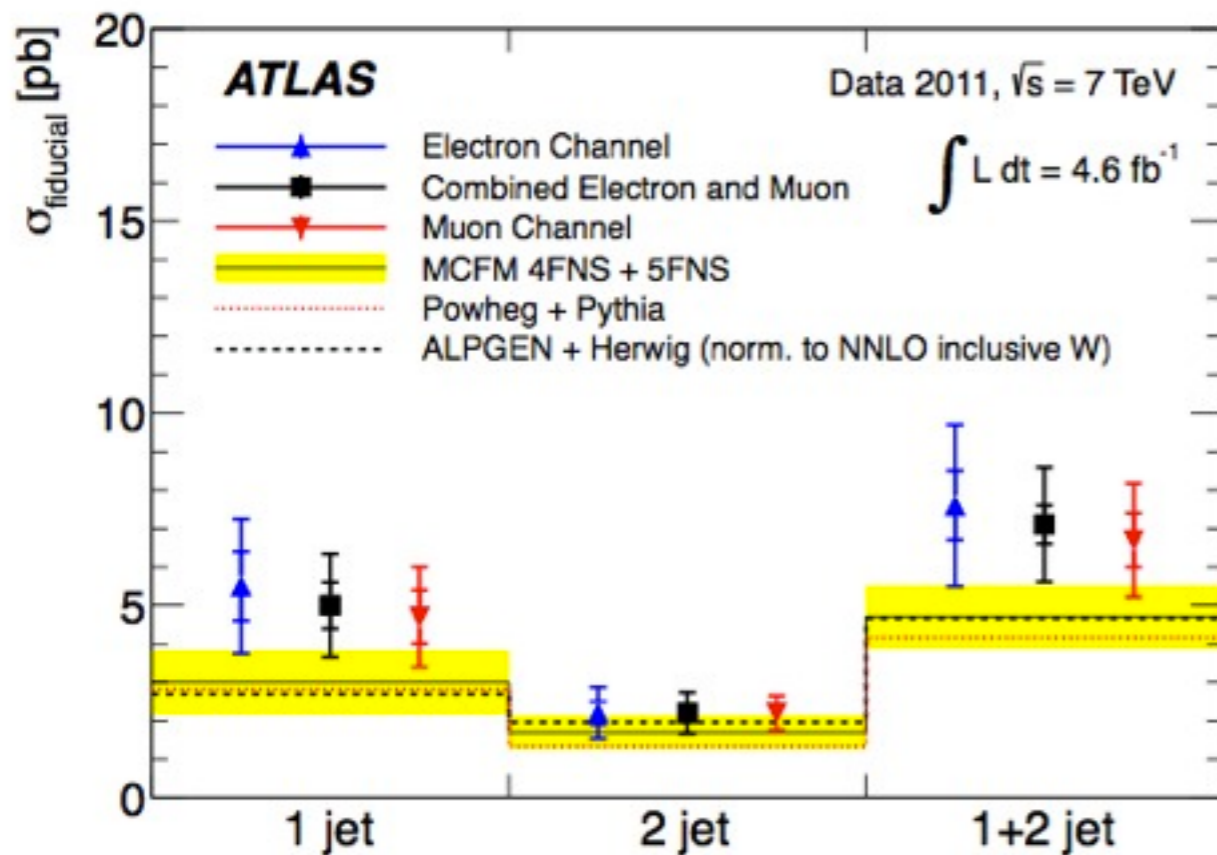 σfiducial [pb]
20
15
10
5
0
ATLAS
Data 2011, √s = 7 TeV
∫ L dt = 4.6 fb⁻¹
Electron Channel
Combined Electron and Muon
Muon Channel
MCFM 4FNS + 5FNS
Powheg + Pythia
ALPGEN + Herwig (norm. to NNLO inclusive W)
1 jet
2 jet
1+2 jet